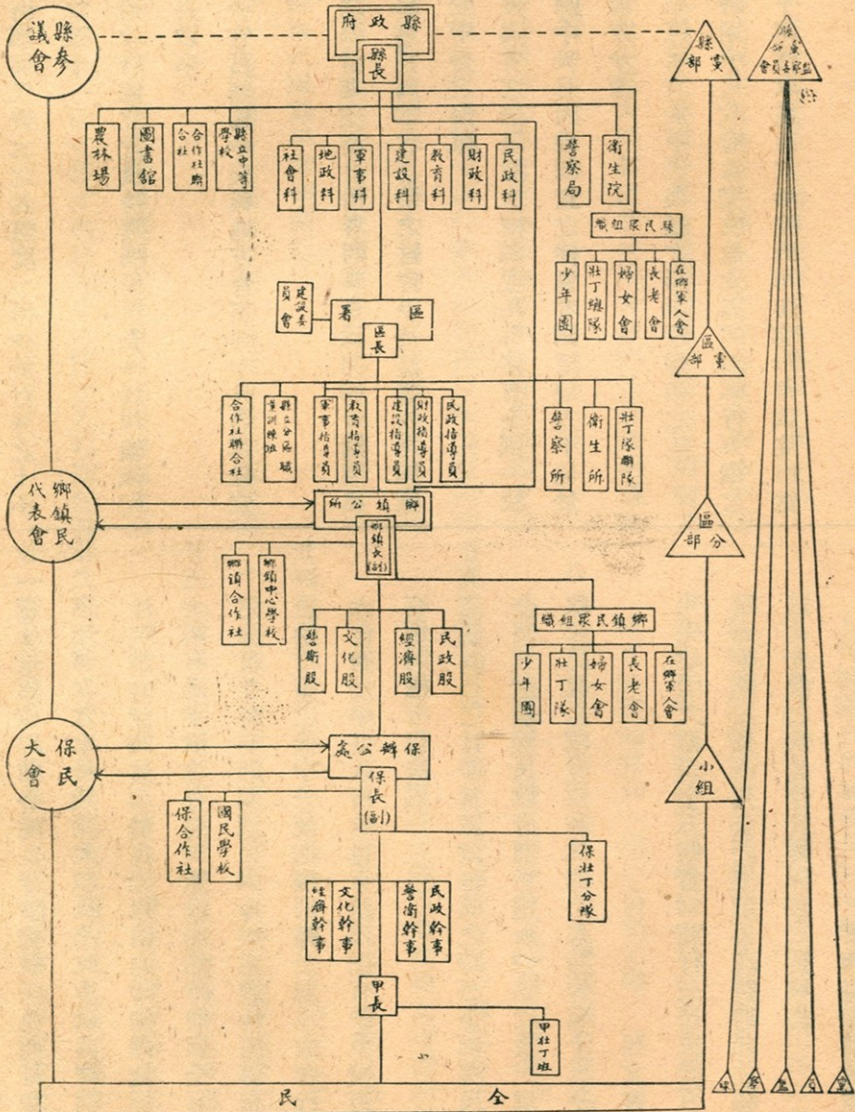 縣參
議會
縣政府
縣長
縣黨
部
農林場
圖書館
合作社聯
合社
縣立中等
學校
社會科
地政科
軍事科
建設科
教育科
財政科
民政科
警察局
衛生院
縣民眾組織
少年團
壯丁總隊
婦女會
長老會
在鄉軍人會
建設委
員會
區署
區長
區黨
部
合作社聯合社
軍事指導員
教育指導員
建設指導員
財政指導員
民政指導員
警察所
衛生所
壯丁隊聯隊
鄉鎮民
代表會
鄉鎮公所
鄉鎮長(副)
區分
部
鄉鎮合作社
鄉鎮中心學校
警衛股
文化股
經濟股
民政股
鄉鎮民眾組織
少年團
壯丁隊
婦女會
長老會
在鄉軍人會
保民
大會
保辦公處
保長(副)
小組
保合作社
國民學校
保壯丁分隊
經濟幹事
文化幹事
警衛幹事
民政幹事
甲長
甲壯丁班
全民